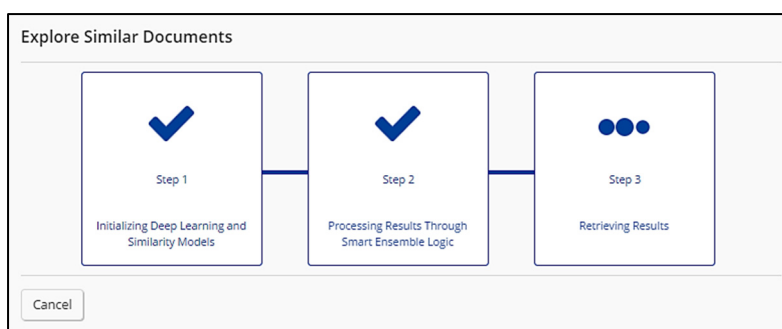 Explore Similar Documents
Step 1
Initializing Deep Learning and
Similarity Models
Step 2
Processing Results Through
Smart Ensemble Logic
Step 3
Retrieving Results
Cancel